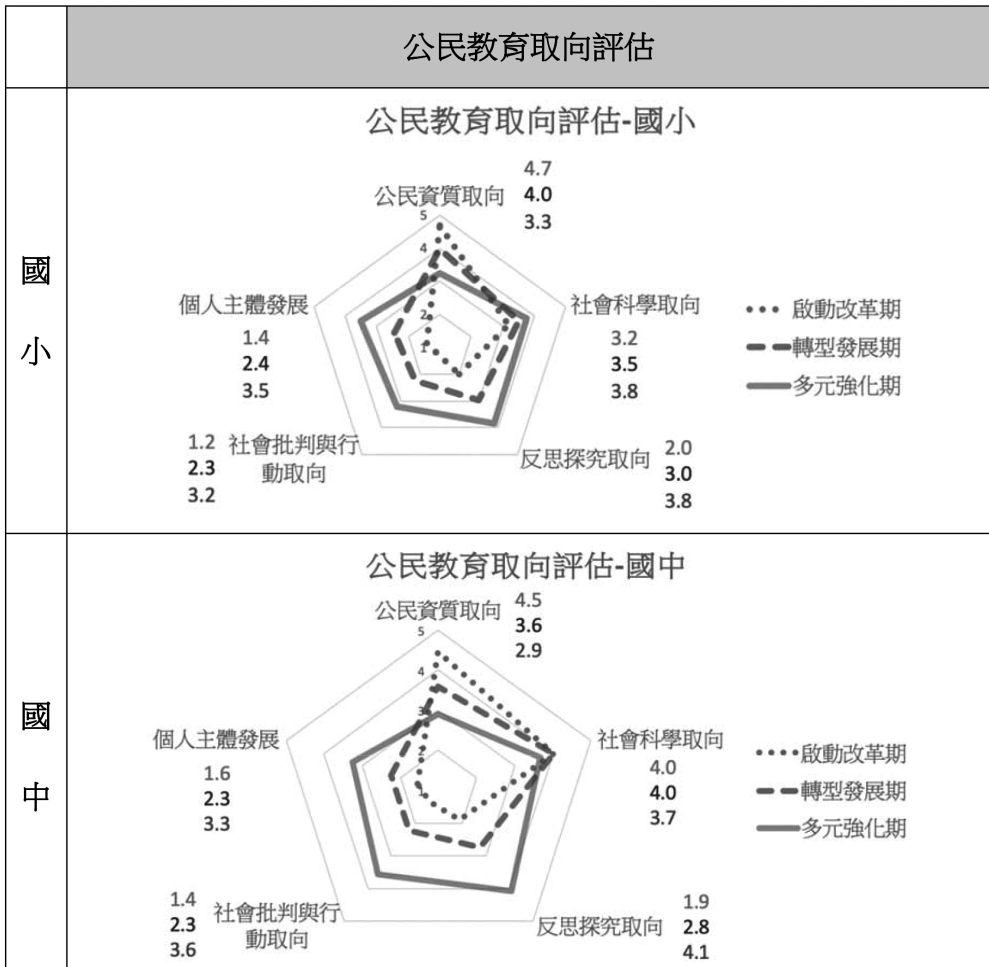 公民教育取向評估
國
小
公民教育取向評估-國小
公民資質取向
4.7
4.0
3.3
5
4
2
1
個人主體發展
1.4
2.4
3.5
社會科學取向
3.2
3.5
3.8
社會批判與行
動取向
1.2
2.3
3.2
反思探究取向
2.0
3.0
3.8
啟動改革期
轉型發展期
多元強化期
國
中
公民教育取向評估-國中
公民資質取向
4.5
3.6
2.9
5
4
3
2
1
個人主體發展
1.6
2.3
3.3
社會科學取向
4.0
4.0
3.7
社會批判與行
動取向
1.4
2.3
3.6
反思探究取向
1.9
2.8
4.1
啟動改革期
轉型發展期
多元強化期